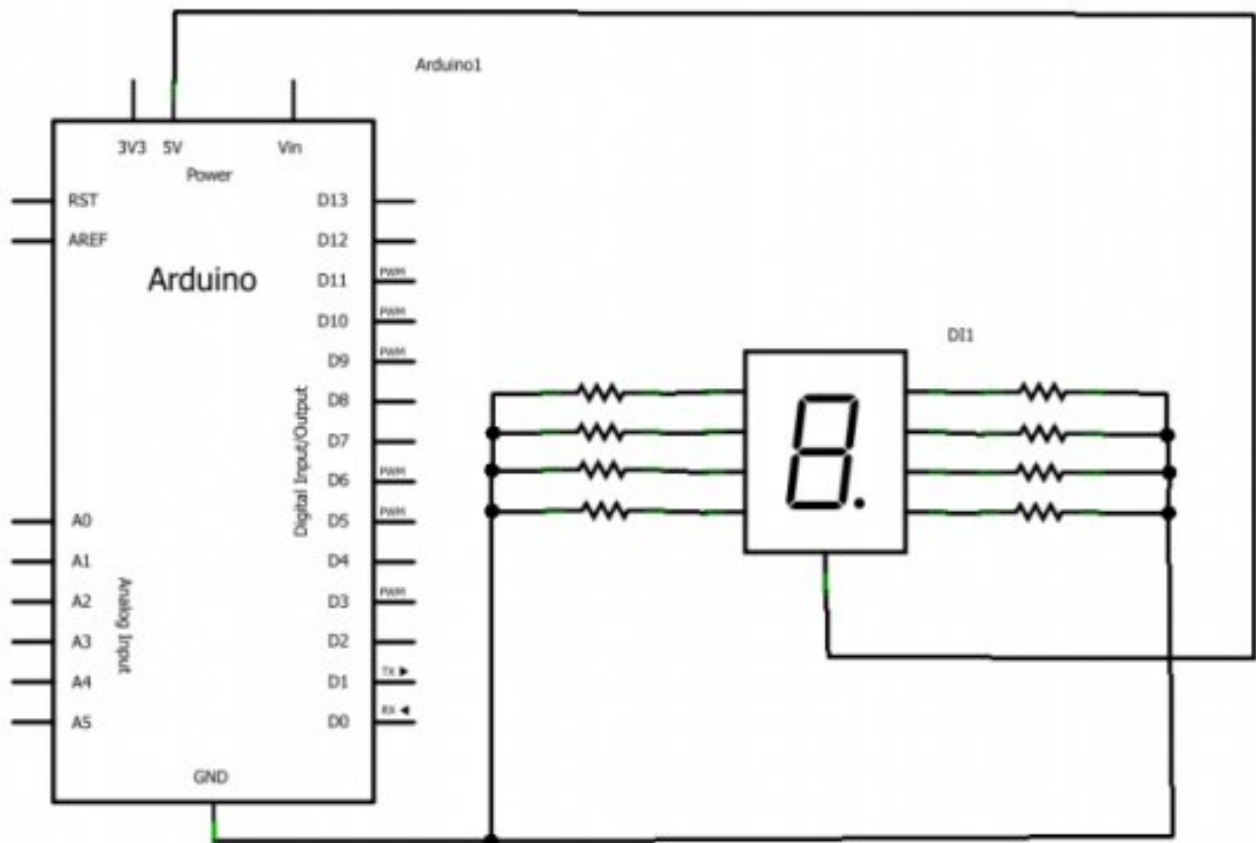 Arduino1
3V3 5V Vin
Power
RST
AREF
Arduino
D13
D12
D11 PWM
D10 PWM
D9 PWM
D8
D7
D6 PWM
D5 PWM
D4
D3 PWM
D2
D1 TX
D0 RX
Digital Input/Output
A0
A1
A2
A3
A4
A5
Analog Input
GND
DI1
8.